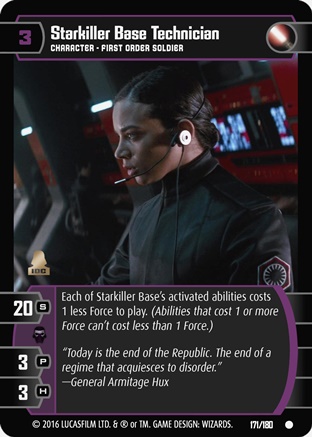 3
Starkiller Base Technician
CHARACTER · FIRST ORDER SOLDIER
20 S
3 P
3 H
Each of Starkiller Base's activated abilities costs
1 less Force to play. (Abilities that cost 1 or more
Force can't cost less than 1 Force.)
"Today is the end of the Republic. The end of a
regime that acquiesces to disorder."
—General Armitage Hux
© 2016 LUCASFILM LTD. & ® or TM. GAME DESIGN: WIZARDS.
171/180